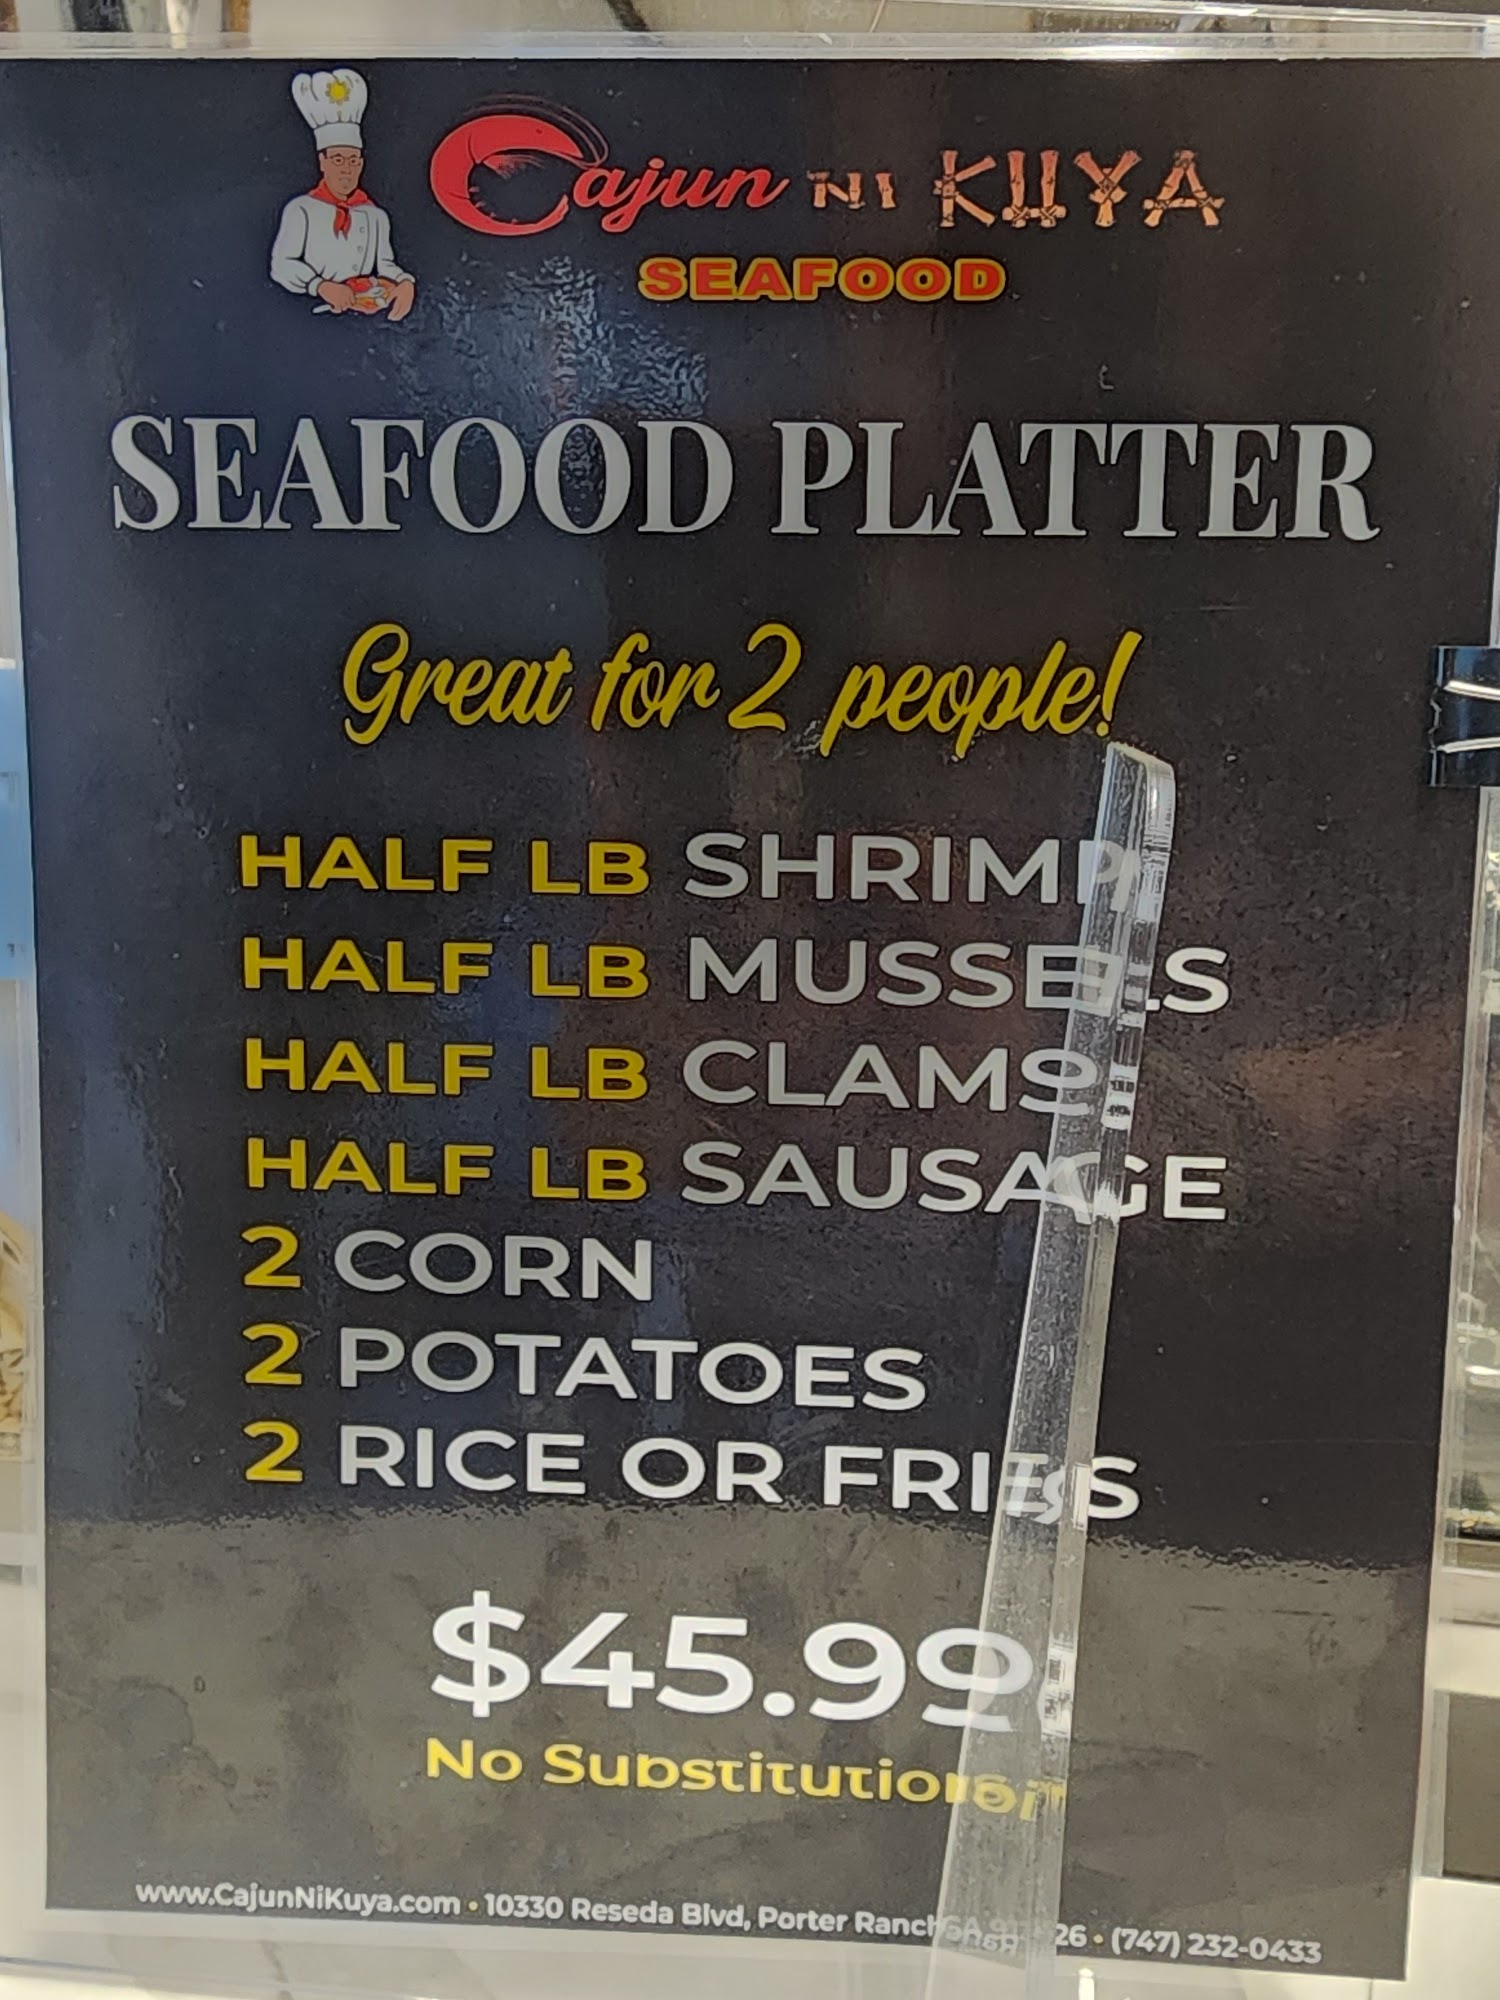 Cajun NI KUYA
SEAFOOD
SEAFOOD PLATTER
Great for 2 people!
HALF LB SHRIMP
HALF LB MUSSELS
HALF LB CLAMS
HALF LB SAUSAGE
2 CORN
2 POTATOES
2 RICE OR FRIES
$45.99
No Substitutions
www.CajunNiKuya.com • 10330 Reseda Blvd, Porter Ranch • (747) 232-0433